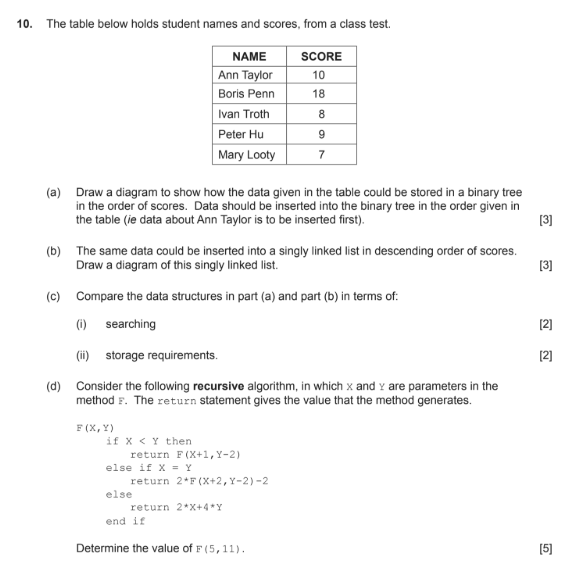 10. The table below holds student names and scores, from a class test.
NAME SCORE
Ann Taylor 10
Boris Penn 18
Ivan Troth 8
Peter Hu 9
Mary Looty 7
(a) Draw a diagram to show how the data given in the table could be stored in a binary tree
in the order of scores. Data should be inserted into the binary tree in the order given in
the table (ie data about Ann Taylor is to be inserted first). [3]
(b) The same data could be inserted into a singly linked list in descending order of scores.
Draw a diagram of this singly linked list. [3]
(c) Compare the data structures in part (a) and part (b) in terms of:
(i) searching [2]
(ii) storage requirements. [2]
(d) Consider the following recursive algorithm, in which X and Y are parameters in the
method F. The return statement gives the value that the method generates.
F(X,Y)
if X < Y then
return F(X+1,Y-2)
else if X = Y
return 2*F(X+2,Y-2)-2
else
return 2*X+4*Y
end if
Determine the value of F(5,11). [5]